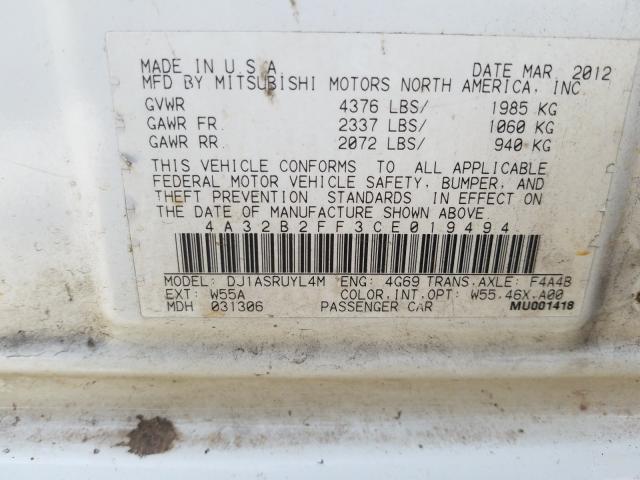 MADE IN U S A DATE MAR, 2012
MFD BY MITSUBISHI MOTORS NORTH AMERICA, INC.
GVWR 4376 LBS/ 1985 KG
GAWR FR. 2337 LBS/ 1060 KG
GAWR RR. 2072 LBS/ 940 KG
THIS VEHICLE CONFORMS TO ALL APPLICABLE
FEDERAL MOTOR VEHICLE SAFETY, BUMPER, AND
THEFT PREVENTION STANDARDS IN EFFECT ON
THE DATE OF MANUFACTURE SHOWN ABOVE.
4A32B2FF3CE019494
MODEL: DJ1ASRUYL4M ENG: 4G69 TRANS.AXLE: F4A4B
EXT: W55A COLOR,INT,OPT: W55.46X.A00
MDH 031306 PASSENGER CAR MU001418